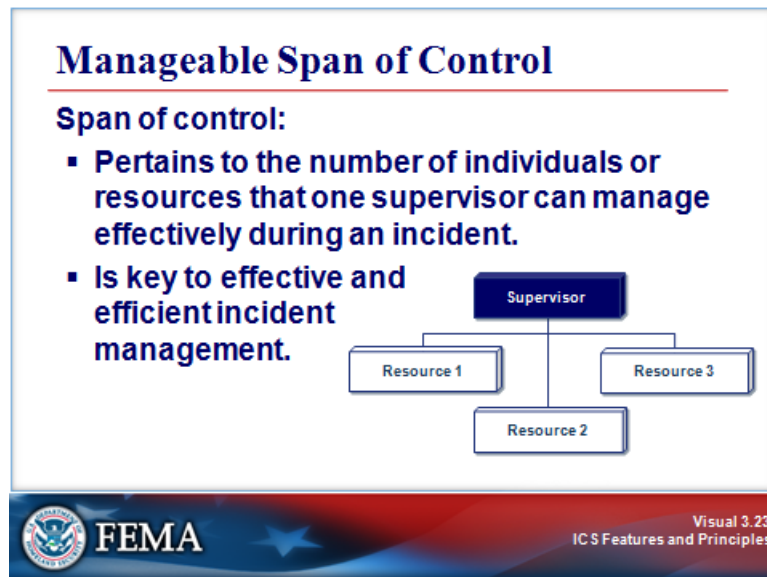 Manageable Span of Control
Span of control:
▪ Pertains to the number of individuals or
resources that one supervisor can manage
effectively during an incident.
▪ Is key to effective and
efficient incident
management.
Supervisor
Resource 1
Resource 3
Resource 2
FEMA
Visual 3.23
ICS Features and Principles